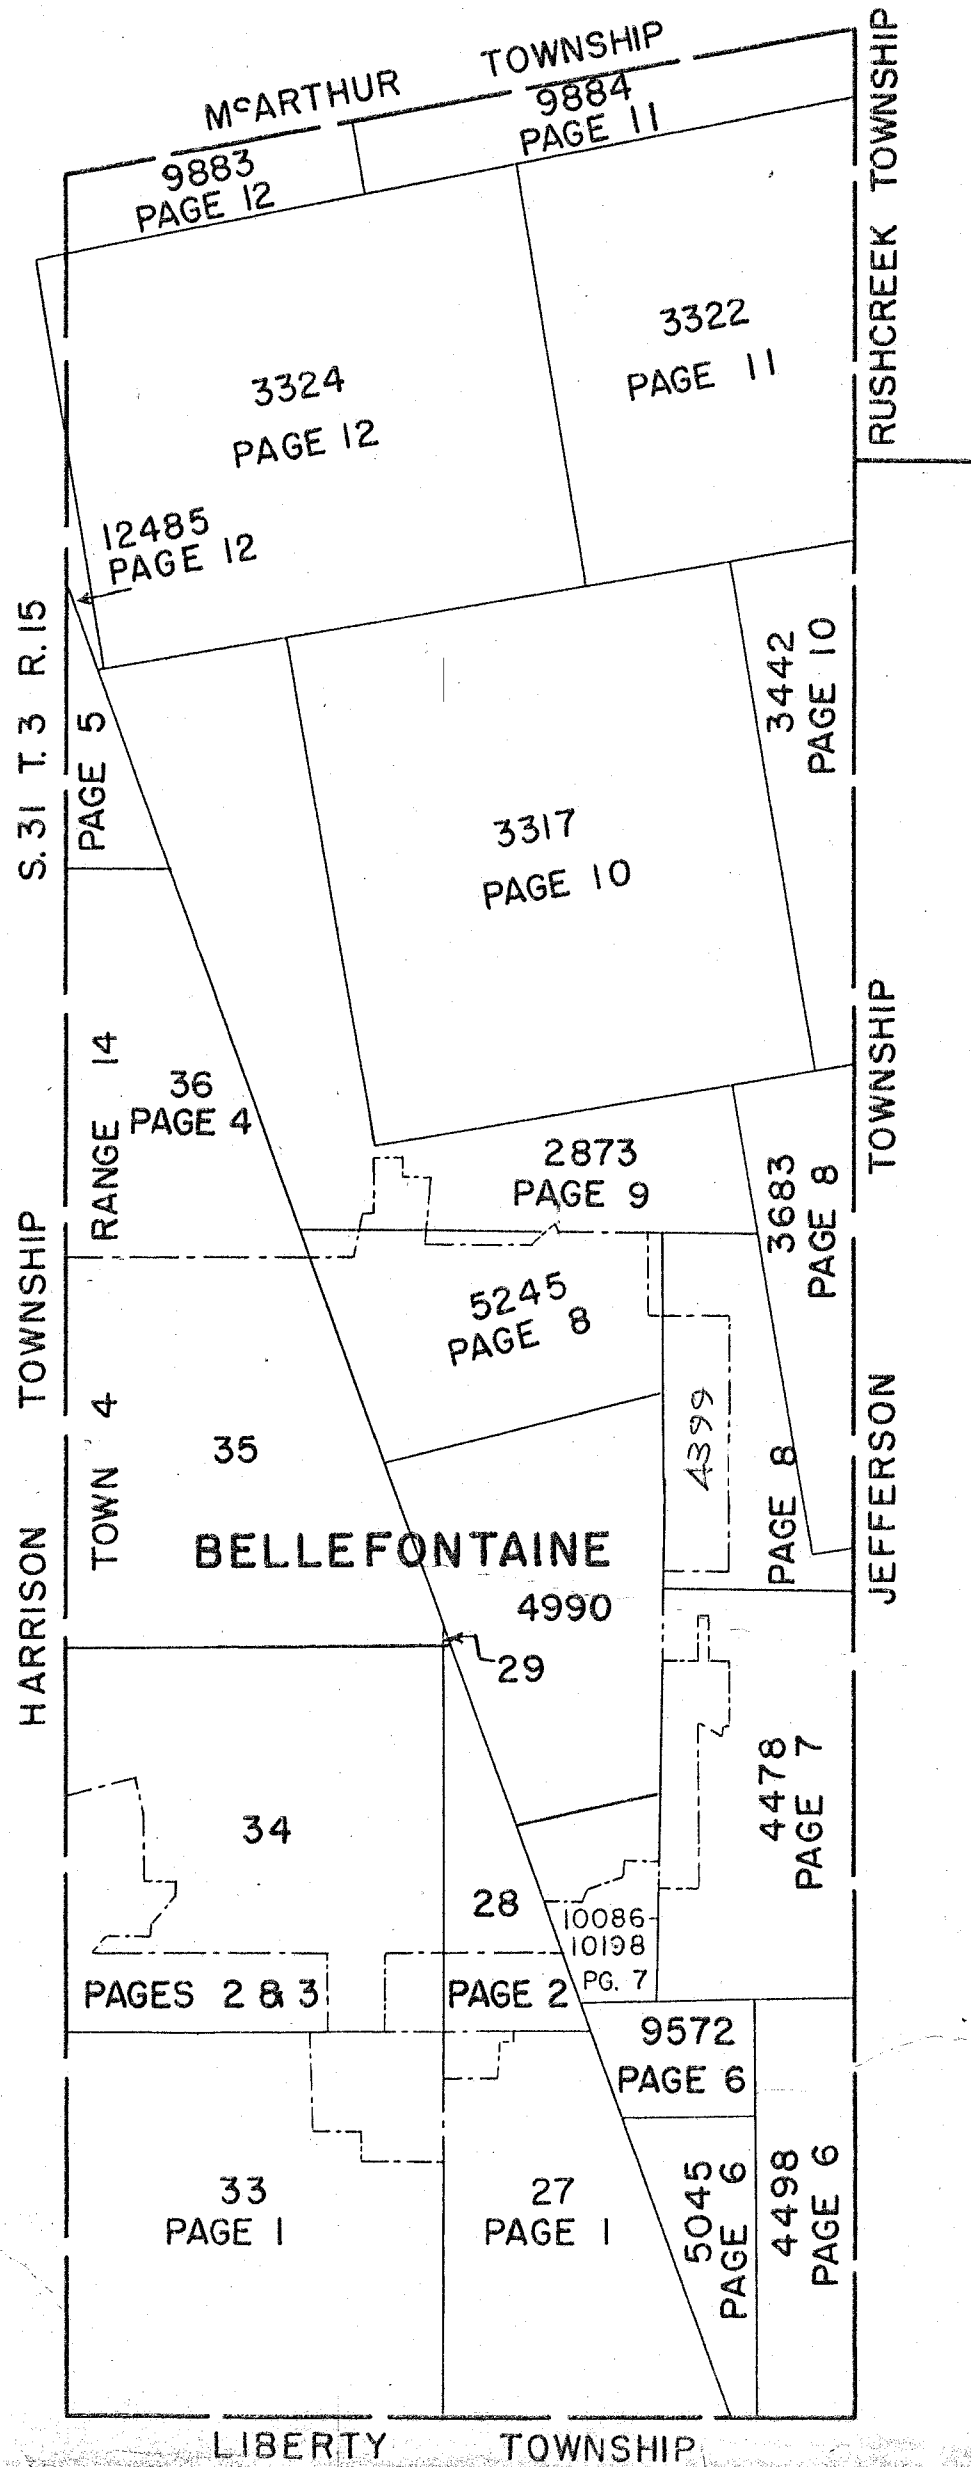 McARTHUR TOWNSHIP
9884
PAGE 11
9883
PAGE 12
RUSHCREEK TOWNSHIP
3322
PAGE 11
3324
PAGE 12
12485
PAGE 12
S. 31 T. 3 R. 15
PAGE 5
3442
PAGE 10
3317
PAGE 10
RANGE 14
36
PAGE 4
2873
PAGE 9
3683
PAGE 8
JEFFERSON TOWNSHIP
HARRISON TOWNSHIP
5245
PAGE 8
4399
PAGE 8
TOWN 4
35
BELLEFONTAINE
4990
29
4478
PAGE 7
34
28
10086
10198
PG. 7
PAGES 2 & 3
PAGE 2
9572
PAGE 6
5045
PAGE 6
4498
PAGE 6
33
PAGE 1
27
PAGE 1
LIBERTY TOWNSHIP